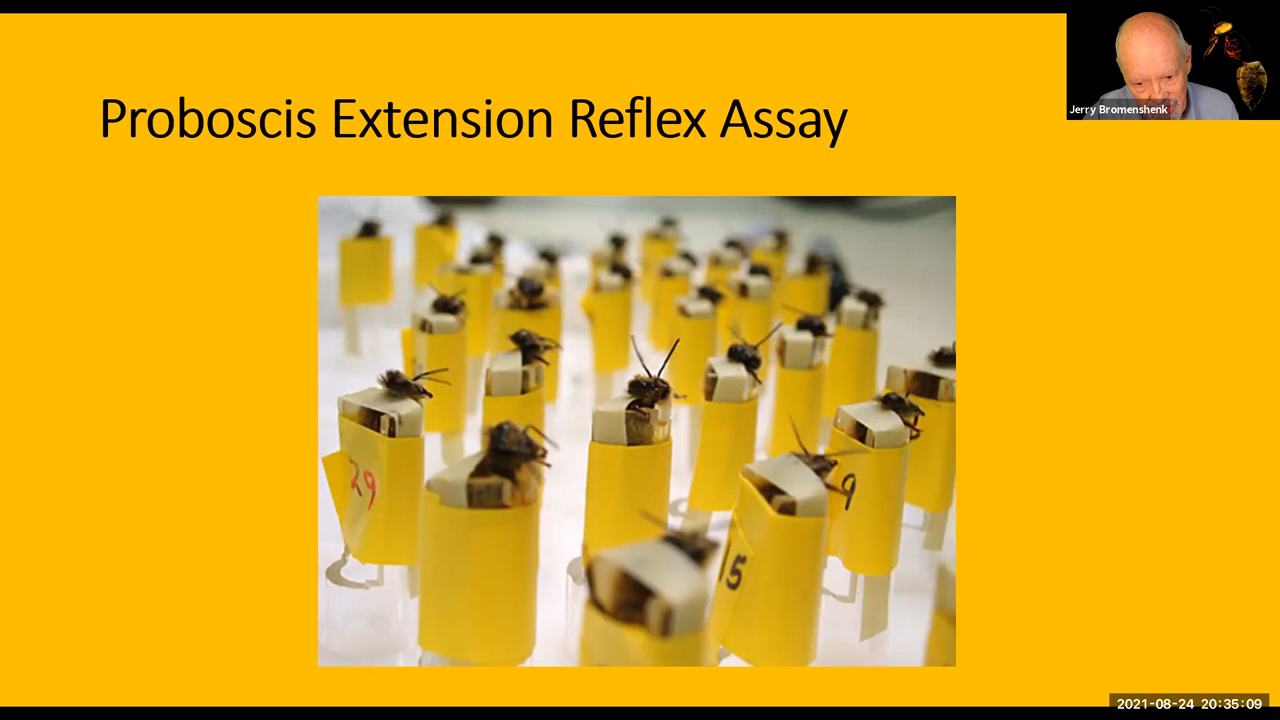 Proboscis Extension Reflex Assay
Jerry Bromenshenk
29
9
15
2021-08-24 20:35:09